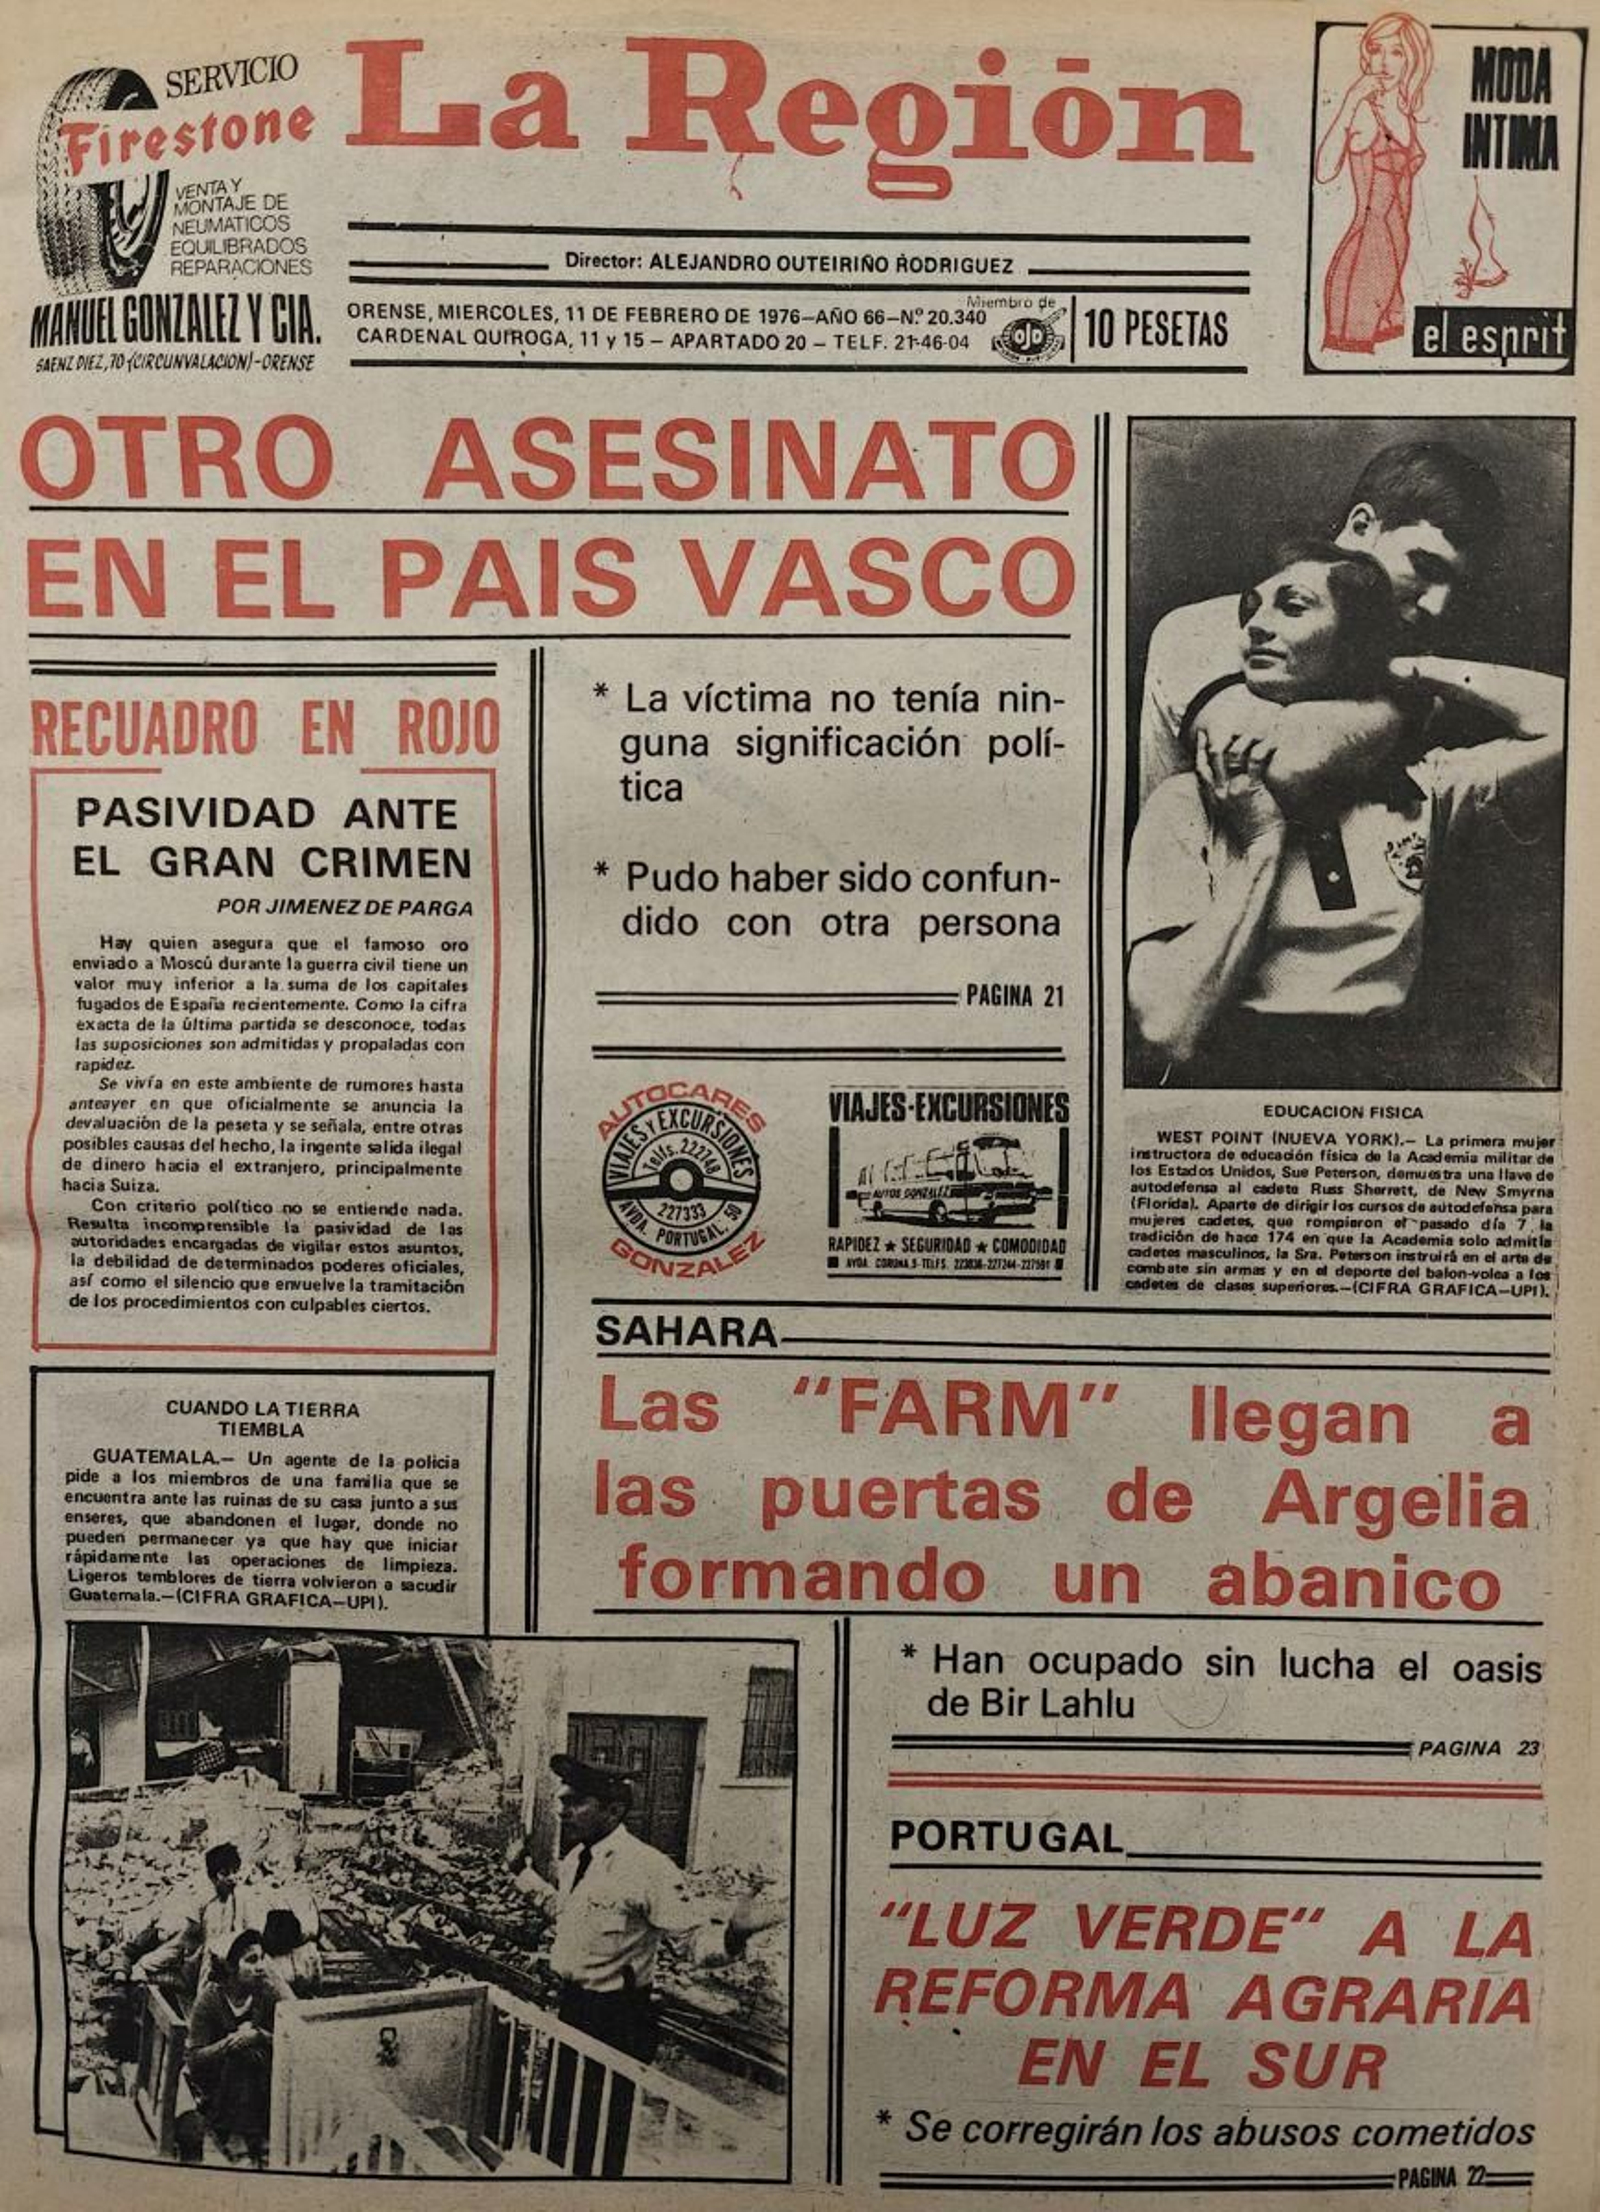 SERVICIO
Firestone
VENTA Y
MONTAJE DE
NEUMATICOS
EQUILIBRADOS
REPARACIONES
MANUEL GONZALEZ Y CIA.
SAENZ DIEZ, 70 (CIRCUNVALACION)-ORENSE
La Región
Director: ALEJANDRO OUTEIRIÑO RODRIGUEZ
ORENSE, MIERCOLES, 11 DE FEBRERO DE 1976-AÑO 66-Nº 20.340
CARDENAL QUIROGA, 11 y 15 - APARTADO 20 - TELF. 21-46-04
Miembro de
OJD
10 PESETAS
MODA
INTIMA
el esprit
OTRO ASESINATO
EN EL PAIS VASCO
RECUADRO EN ROJO
PASIVIDAD ANTE
EL GRAN CRIMEN
POR JIMENEZ DE PARGA
Hay quien asegura que el famoso oro
enviado a Moscú durante la guerra civil tiene un
valor muy inferior a la suma de los capitales
fugados de España recientemente. Como la cifra
exacta de la última partida se desconoce, todas
las suposiciones son admitidas y propaladas con
rapidez.
Se vivía en este ambiente de rumores hasta
anteayer en que oficialmente se anuncia la
devaluación de la peseta y se señala, entre otras
posibles causas del hecho, la ingente salida ilegal
de dinero hacia el extranjero, principalmente
hacia Suiza.
Con criterio político no se entiende nada.
Resulta incomprensible la pasividad de las
autoridades encargadas de vigilar estos asuntos,
la debilidad de determinados poderes oficiales,
así como el silencio que envuelve la tramitación
de los procedimientos con culpables ciertos.
* La víctima no tenía nin-
guna significación polí-
tica
* Pudo haber sido confun-
dido con otra persona
PAGINA 21
AUTOCARES
VIAJES Y EXCURSIONES
Telfs. 222748
227333
AVDA. PORTUGAL, 50
GONZALEZ
VIAJES-EXCURSIONES
AUTOS GONZALEZ
RAPIDEZ ★ SEGURIDAD ★ COMODIDAD
AVDA. CORUNA, 5-TELFS. 223836-227244-227591
EDUCACION FISICA
WEST POINT (NUEVA YORK).- La primera mujer
instructora de educación física de la Academia militar de
los Estados Unidos, Sue Peterson, demuestra una llave de
autodefensa al cadete Russ Sherrett, de New Smyrna
(Florida). Aparte de dirigir los cursos de autodefensa para
mujeres cadetes, que rompieron el pasado día 7 la
tradición de hace 174 en que la Academia solo admitía
cadetes masculinos, la Sra. Peterson instruirá en el arte de
combate sin armas y en el deporte del balon-volea a los
cadetes de clases superiores.-(CIFRA GRAFICA-UPI).
SAHARA
Las "FARM" llegan a
las puertas de Argelia
formando un abanico
CUANDO LA TIERRA
TIEMBLA
GUATEMALA.- Un agente de la policia
pide a los miembros de una familia que se
encuentra ante las ruinas de su casa junto a sus
enseres, que abandonen el lugar, donde no
pueden permanecer ya que hay que iniciar
rápidamente las operaciones de limpieza.
Ligeros temblores de tierra volvieron a sacudir
Guatemala.-(CIFRA GRAFICA-UPI).
* Han ocupado sin lucha el oasis
de Bir Lahlu
PAGINA 23
PORTUGAL
"LUZ VERDE" A LA
REFORMA AGRARIA
EN EL SUR
* Se corregirán los abusos cometidos
PAGINA 22